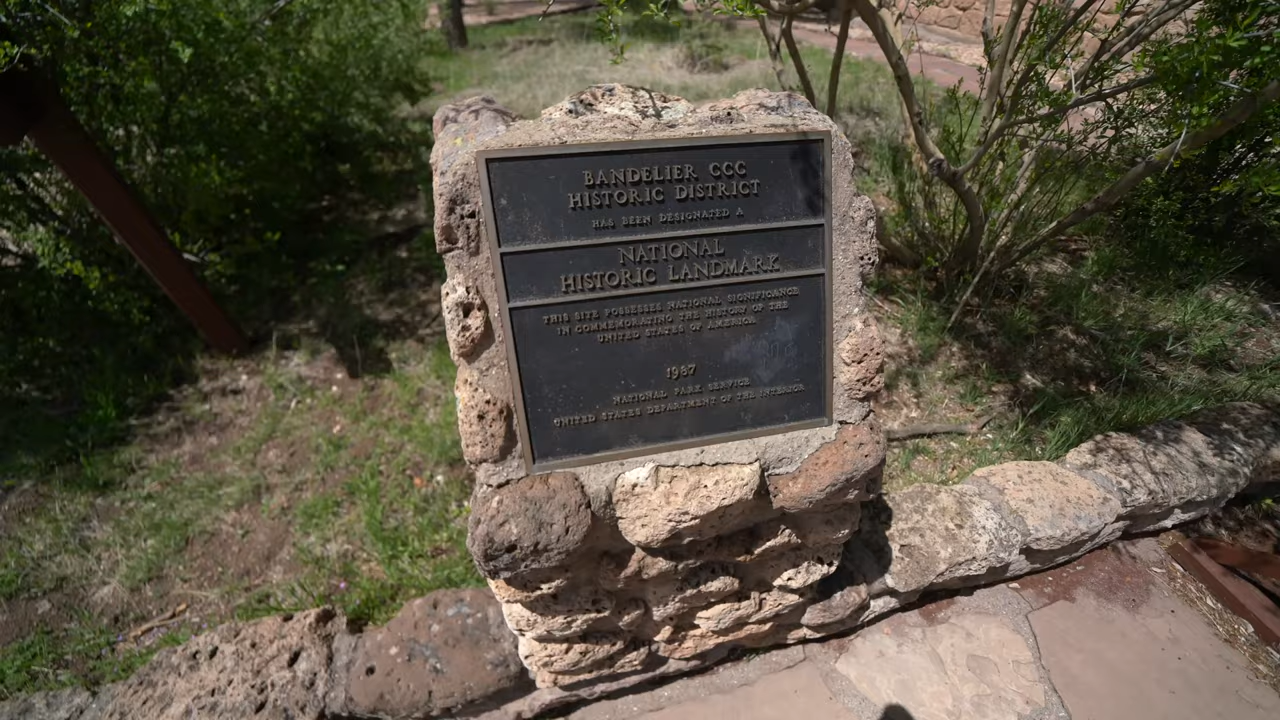 BANDELIER CCC
HISTORIC DISTRICT
HAS BEEN DESIGNATED A
NATIONAL
HISTORIC LANDMARK
THIS SITE POSSESSES NATIONAL SIGNIFICANCE
IN COMMEMORATING THE HISTORY OF THE
UNITED STATES OF AMERICA
1987
NATIONAL PARK SERVICE
UNITED STATES DEPARTMENT OF THE INTERIOR